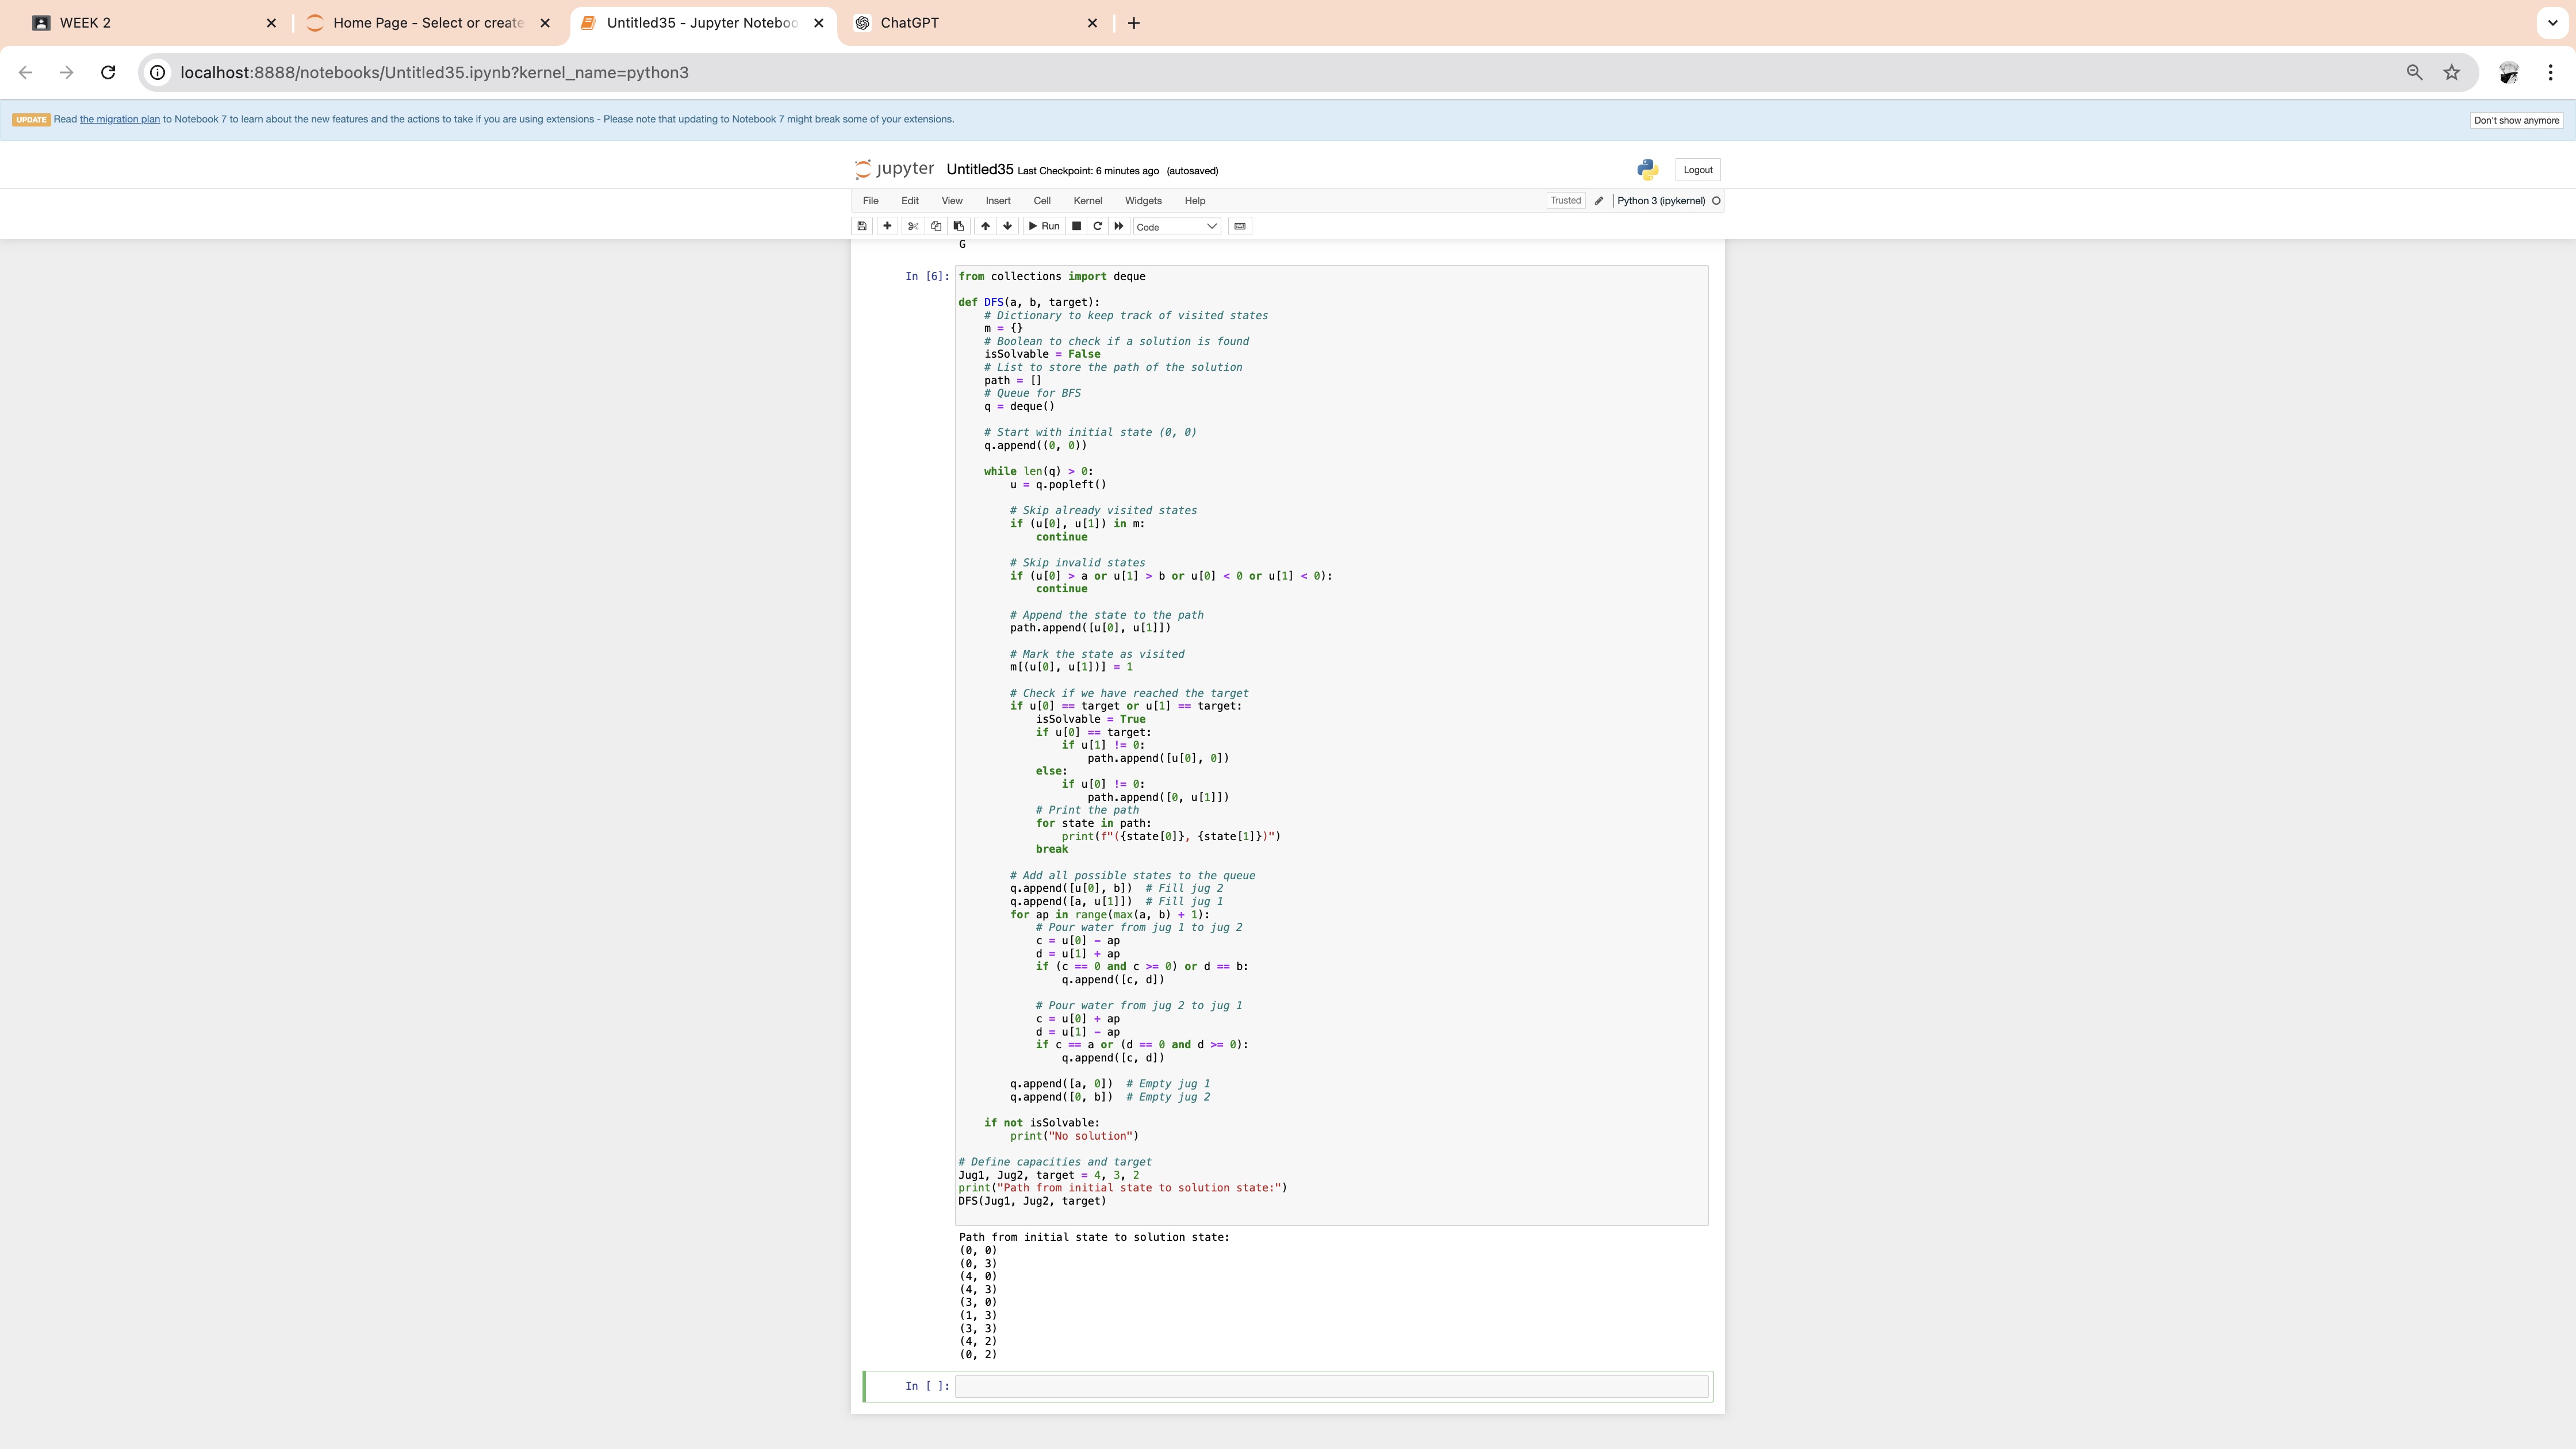 WEEK 2
Home Page - Select or create
Untitled35 - Jupyter Noteboo
ChatGPT
localhost:8888/notebooks/Untitled35.ipynb?kernel_name=python3
UPDATE Read the migration plan to Notebook 7 to learn about the new features and the actions to take if you are using extensions - Please note that updating to Notebook 7 might break some of your extensions.
Don't show anymore
jupyter Untitled35 Last Checkpoint: 6 minutes ago (autosaved)
Logout
File Edit View Insert Cell Kernel Widgets Help
Trusted Python 3 (ipykernel)
Run Code
G
In [6]: from collections import deque

def DFS(a, b, target):
    # Dictionary to keep track of visited states
    m = {}
    # Boolean to check if a solution is found
    isSolvable = False
    # List to store the path of the solution
    path = []
    # Queue for BFS
    q = deque()

    # Start with initial state (0, 0)
    q.append((0, 0))

    while len(q) > 0:
        u = q.popleft()

        # Skip already visited states
        if (u[0], u[1]) in m:
            continue

        # Skip invalid states
        if (u[0] > a or u[1] > b or u[0] < 0 or u[1] < 0):
            continue

        # Append the state to the path
        path.append([u[0], u[1]])

        # Mark the state as visited
        m[(u[0], u[1])] = 1

        # Check if we have reached the target
        if u[0] == target or u[1] == target:
            isSolvable = True
            if u[0] == target:
                if u[1] != 0:
                    path.append([u[0], 0])
            else:
                if u[0] != 0:
                    path.append([0, u[1]])
            # Print the path
            for state in path:
                print(f"({state[0]}, {state[1]})")
            break

        # Add all possible states to the queue
        q.append([u[0], b])  # Fill jug 2
        q.append([a, u[1]])  # Fill jug 1
        for ap in range(max(a, b) + 1):
            # Pour water from jug 1 to jug 2
            c = u[0] - ap
            d = u[1] + ap
            if (c == 0 and c >= 0) or d == b:
                q.append([c, d])

            # Pour water from jug 2 to jug 1
            c = u[0] + ap
            d = u[1] - ap
            if c == a or (d == 0 and d >= 0):
                q.append([c, d])

        q.append([a, 0])  # Empty jug 1
        q.append([0, b])  # Empty jug 2

    if not isSolvable:
        print("No solution")

# Define capacities and target
Jug1, Jug2, target = 4, 3, 2
print("Path from initial state to solution state:")
DFS(Jug1, Jug2, target)

Path from initial state to solution state:
(0, 0)
(0, 3)
(4, 0)
(4, 3)
(3, 0)
(1, 3)
(3, 3)
(4, 2)
(0, 2)
In [ ]: